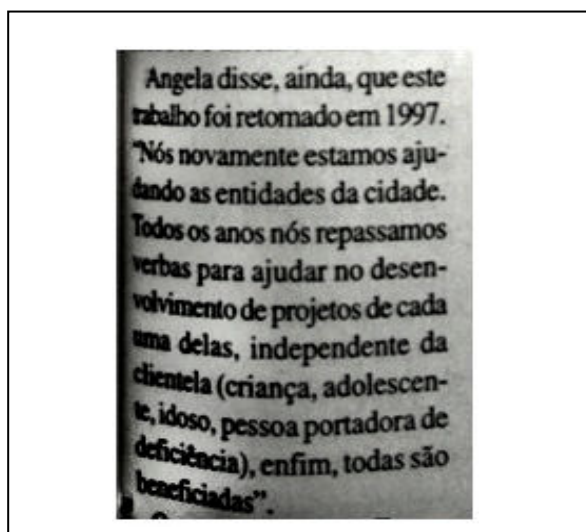 Angela disse, ainda, que este
trabalho foi retomado em 1997.
"Nós novamente estamos aju-
dando as entidades da cidade.
Todos os anos nós repassamos
verbas para ajudar no desen-
volvimento de projetos de cada
uma delas, independente da
clientela (criança, adolescen-
te, idoso, pessoa portadora de
deficiência), enfim, todas são
beneficiadas".